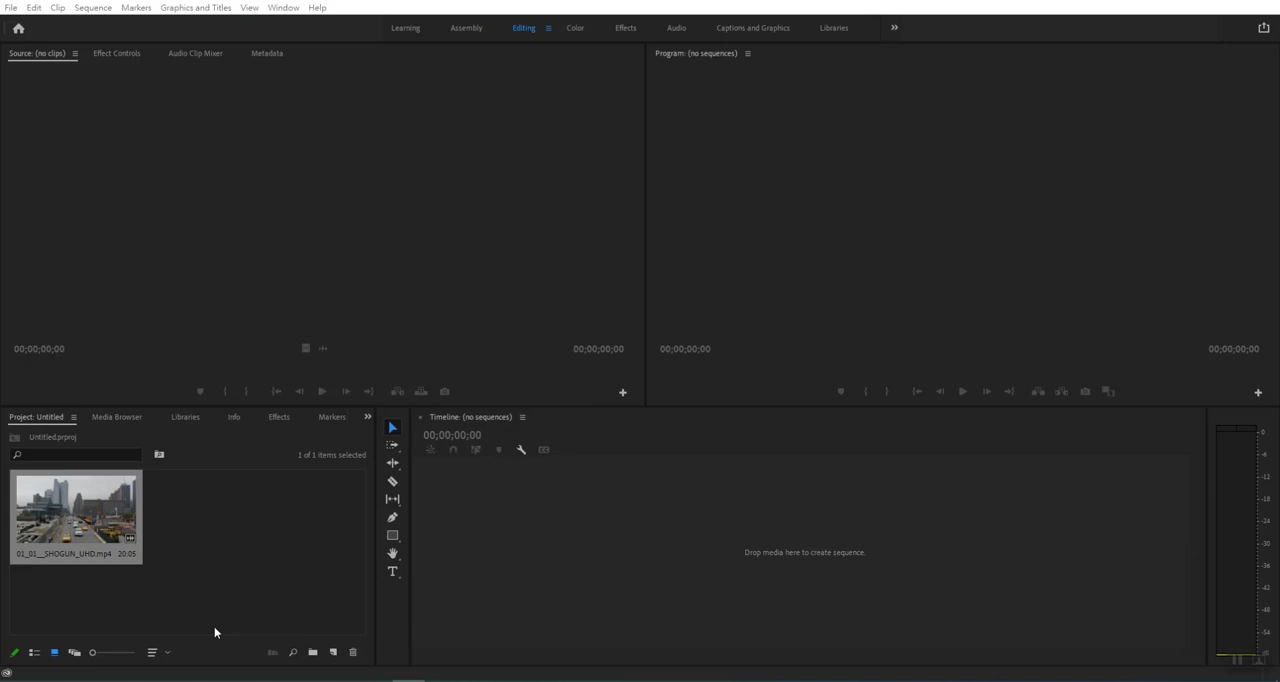 File Edit Clip Sequence Markers Graphics and Titles View Window Help
Learning Assembly Editing Color Effects Audio Captions and Graphics Libraries
Source: (no clips) Effect Controls Audio Clip Mixer Metadata Program: (no sequences)
00;00;00;00 00;00;00;00 00;00;00;00 00;00;00;00
Project: Untitled Media Browser Libraries Info Effects Markers Timeline: (no sequences)
Untitled.prproj 00;00;00;00
1 of 1 items selected
01_01__SHOGUN_UHD.mp4 20:05
Drop media here to create sequence.
0
-6
-12
-18
-24
-30
-36
-42
-48
-54
dB